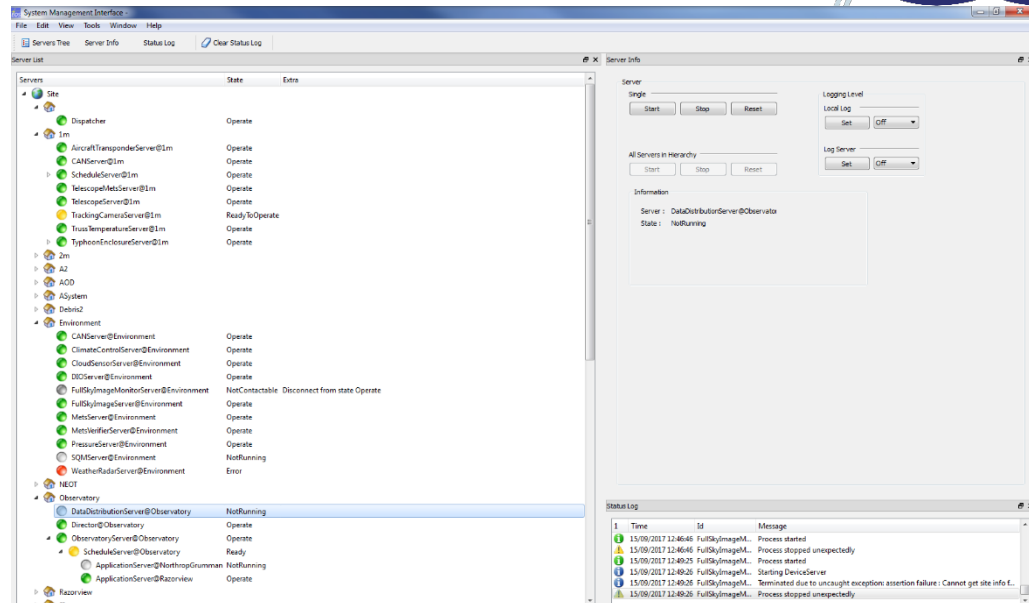 System Management Interface -
File Edit View Tools Window Help
Servers Tree Server Info Status Log Clear Status Log
Server List
Servers State Extra
Site
Dispatcher Operate
1m
AircraftTransponderServer@1m Operate
CANServer@1m Operate
ScheduleServer@1m Operate
TelescopeMetsServer@1m Operate
TelescopeServer@1m Operate
TrackingCameraServer@1m ReadyToOperate
TrussTemperatureServer@1m Operate
TyphoonEnclosureServer@1m Operate
2m
A2
AOD
ASystem
Debris2
Environment
CANServer@Environment Operate
ClimateControlServer@Environment Operate
CloudSensorServer@Environment Operate
DIOServer@Environment Operate
FullSkyImageMonitorServer@Environment NotContactable Disconnect from state Operate
FullSkyImageServer@Environment Operate
MetsServer@Environment Operate
MetsVerifierServer@Environment Operate
PressureServer@Environment Operate
SQMServer@Environment NotRunning
WeatherRadarServer@Environment Error
NEOT
Observatory
DataDistributionServer@Observatory NotRunning
Director@Observatory Operate
ObservatoryServer@Observatory Operate
ScheduleServer@Observatory Ready
ApplicationServer@NorthropGrumman NotRunning
ApplicationServer@Razorview Operate
Razorview
Server Info
Server
Single
Start Stop Reset
All Servers in Hierarchy
Start Stop Reset
Logging Level
Local Log
Set Off
Log Server
Set Off
Information
Server : DataDistributionServer@Observator
State : NotRunning
Status Log
1 Time Id Message
15/09/2017 12:46:46 FullSkyImageM... Process started
15/09/2017 12:46:46 FullSkyImageM... Process stopped unexpectedly
15/09/2017 12:49:25 FullSkyImageM... Process started
15/09/2017 12:49:26 FullSkyImageM... Starting DeviceServer
15/09/2017 12:49:26 FullSkyImageM... Terminated due to uncaught exception: assertion failure : Cannot get site info f...
15/09/2017 12:49:26 FullSkyImageM... Process stopped unexpectedly